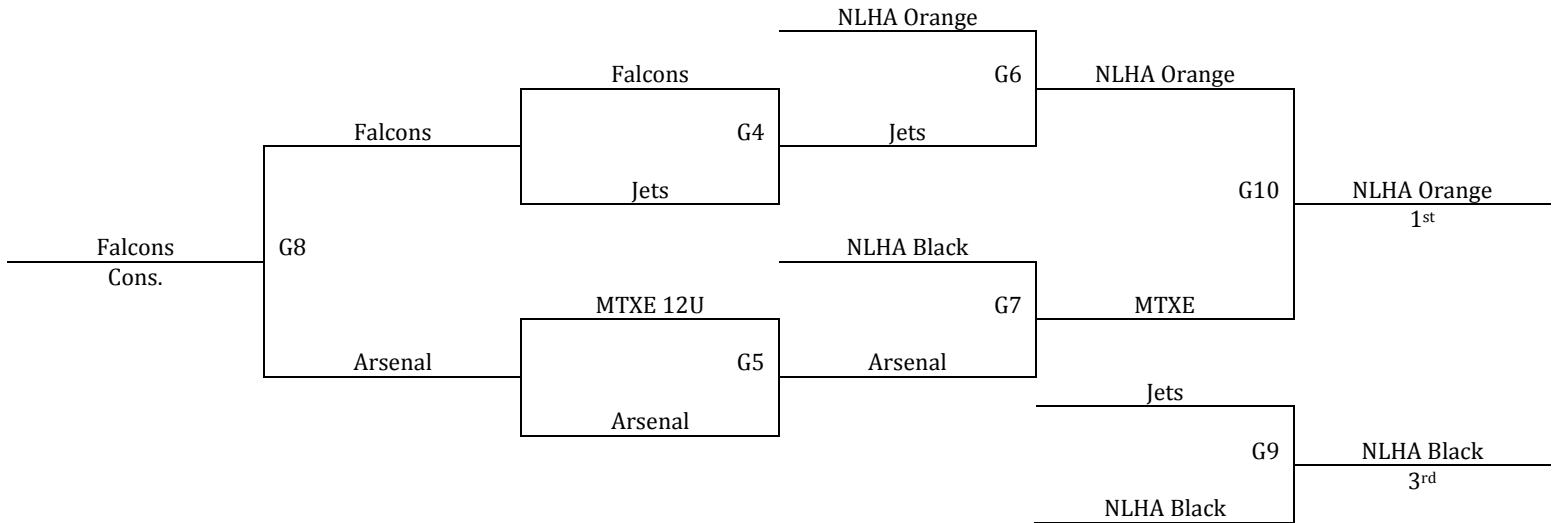 NLHA Orange
Falcons
G6
NLHA Orange
Falcons
G4
Jets
Jets
G10
NLHA Orange
1st
Falcons
G8
NLHA Black
Cons.
MTXE 12U
G7
MTXE
Arsenal
G5
Arsenal
Jets
Arsenal
G9
NLHA Black
3rd
NLHA Black